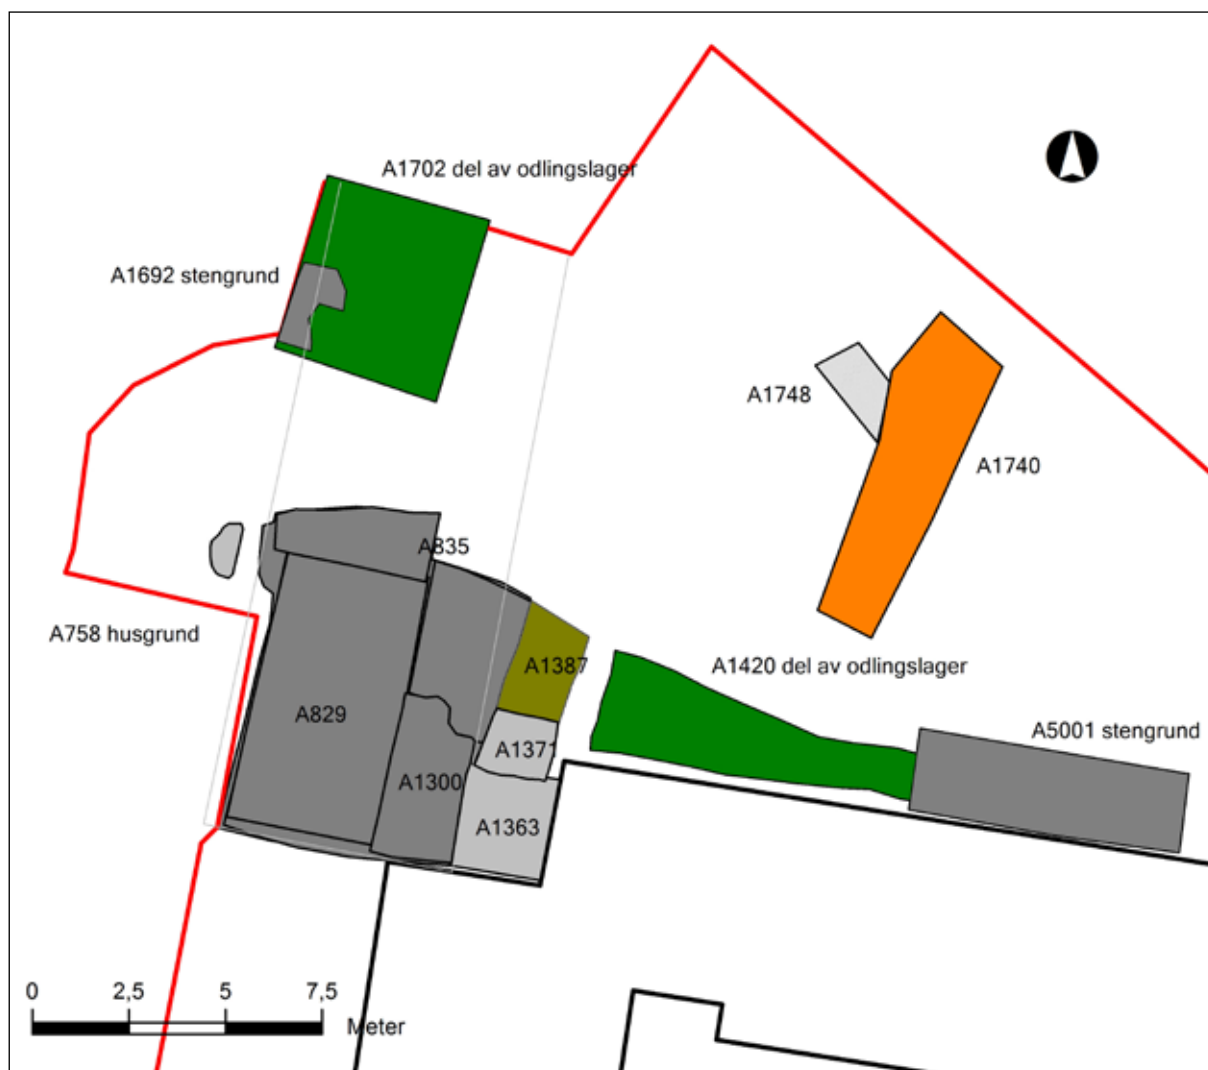 A1702 del av odlingslager
A1692 stengrund
A1748
A1740
A835
A758 husgrund
A1387
A1420 del av odlingslager
A829
A1371
A5001 stengrund
A1300
A1363
0 2,5 5 7,5
Meter